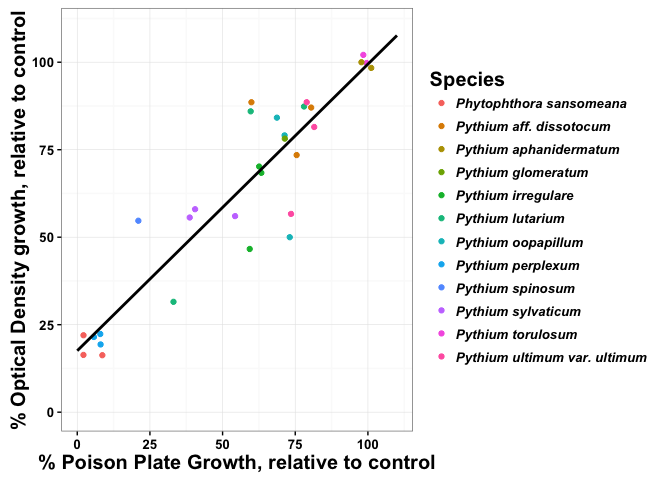 % Optical Density growth, relative to control
100
75
50
25
0
0 25 50 75 100
% Poison Plate Growth, relative to control
Species
Phytophthora sansomeana
Pythium aff. dissotocum
Pythium aphanidermatum
Pythium glomeratum
Pythium irregulare
Pythium lutarium
Pythium oopapillum
Pythium perplexum
Pythium spinosum
Pythium sylvaticum
Pythium torulosum
Pythium ultimum var. ultimum